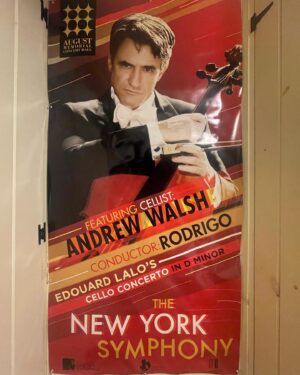 AUGUST
MEMORIAL
CONCERT HALL
FEATURING CELLIST:
ANDREW WALSH
CONDUCTOR: RODRIGO
EDOUARD LALO'S
CELLO CONCERTO IN D MINOR
THE
NEW YORK
SYMPHONY